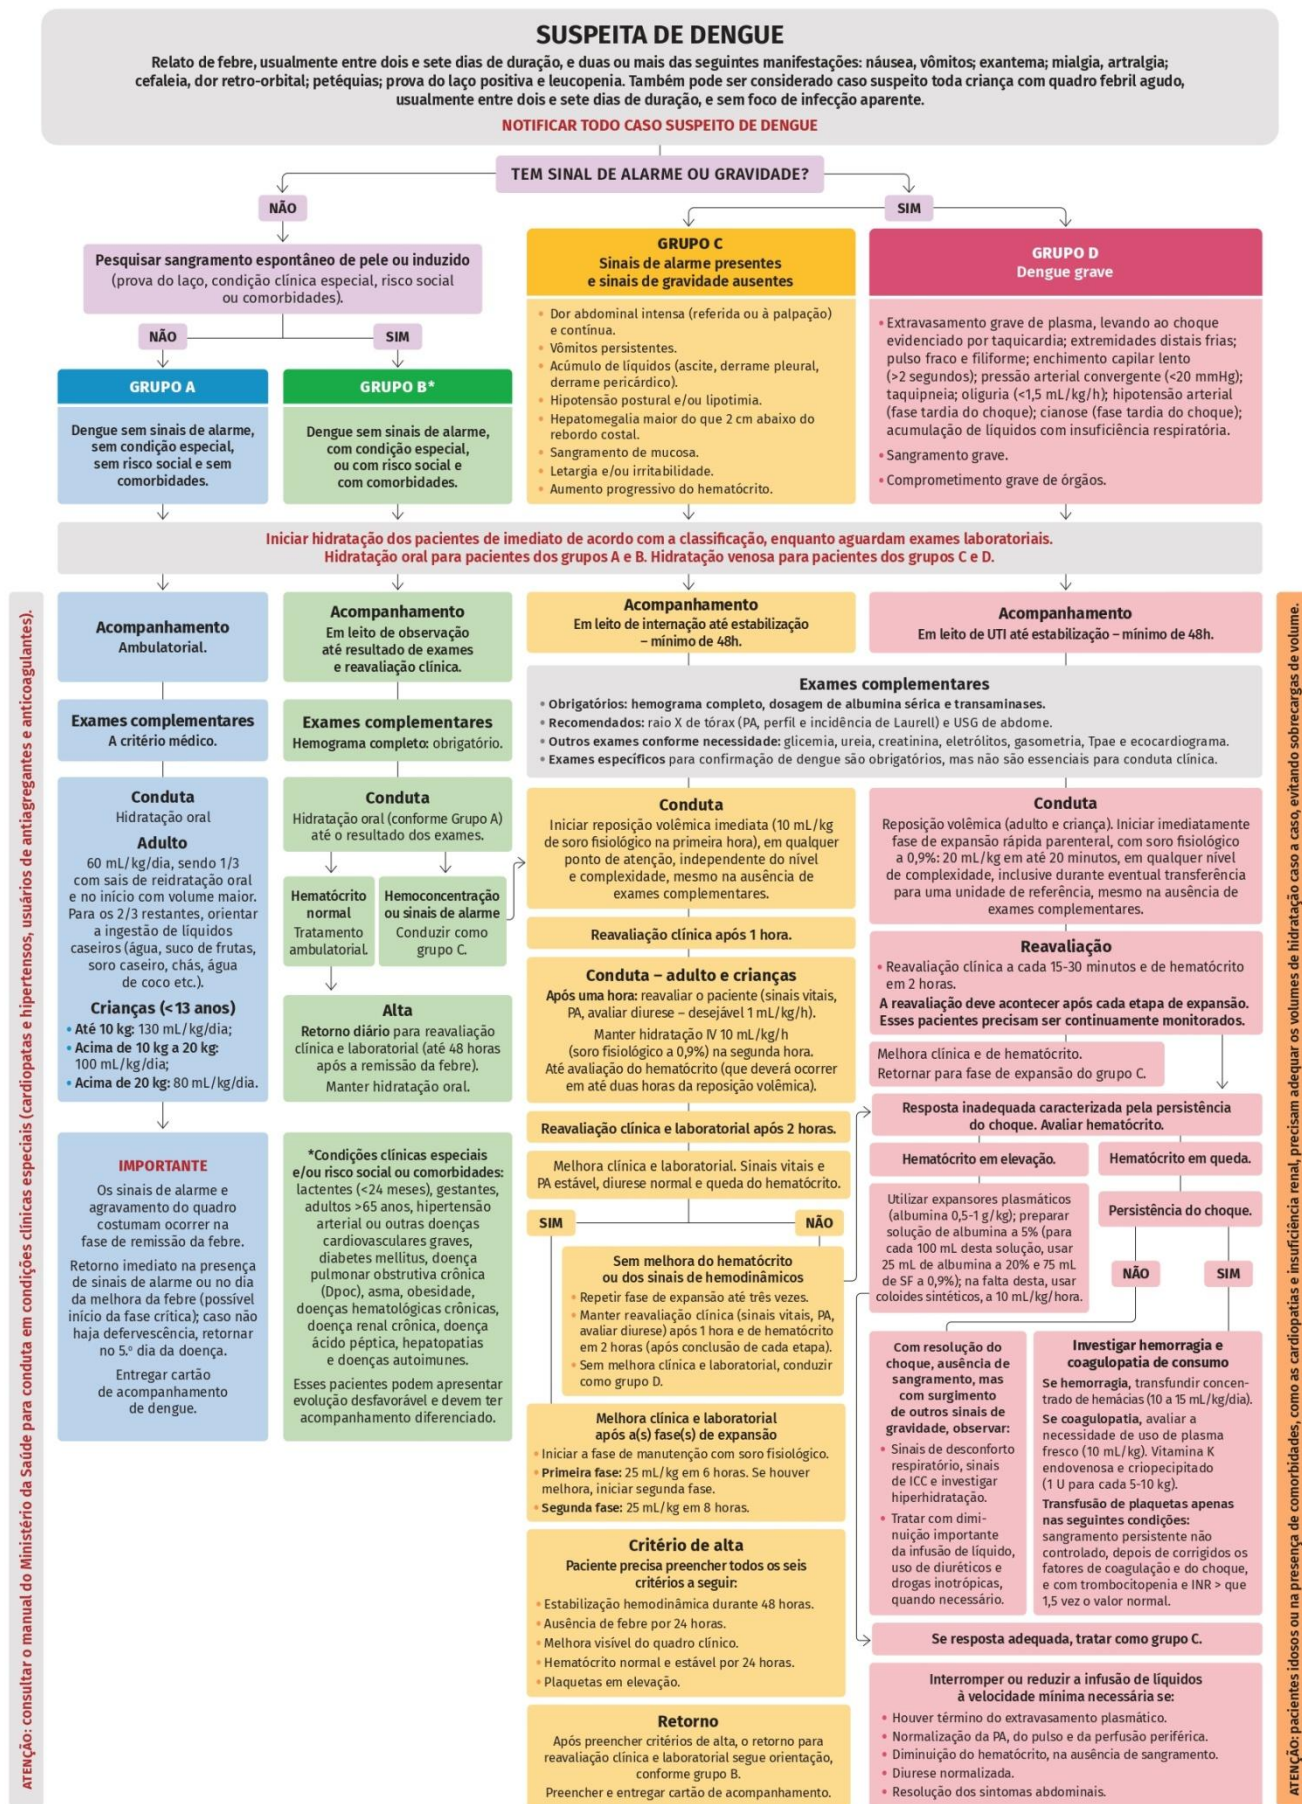 SUSPEITA DE DENGUE
Relato de febre, usualmente entre dois e sete dias de duração, e duas ou mais das seguintes manifestações: náusea, vômitos; exantema; mialgia, artralgia;
cefaleia, dor retro-orbital; petéquias; prova do laço positiva e leucopenia. Também pode ser considerado caso suspeito toda criança com quadro febril agudo,
usualmente entre dois e sete dias de duração, e sem foco de infecção aparente.
NOTIFICAR TODO CASO SUSPEITO DE DENGUE
TEM SINAL DE ALARME OU GRAVIDADE?
NÃO
SIM
Pesquisar sangramento espontâneo de pele ou induzido
(prova do laço, condição clínica especial, risco social
ou comorbidades).
NÃO
SIM
GRUPO A
Dengue sem sinais de alarme,
sem condição especial,
sem risco social e sem
comorbidades.
GRUPO B*
Dengue sem sinais de alarme,
com condição especial,
ou com risco social e
com comorbidades.
GRUPO C
Sinais de alarme presentes
e sinais de gravidade ausentes
• Dor abdominal intensa (referida ou à palpação)
e contínua.
• Vômitos persistentes.
• Acúmulo de líquidos (ascite, derrame pleural,
derrame pericárdico).
• Hipotensão postural e/ou lipotimia.
• Hepatomegalia maior do que 2 cm abaixo do
rebordo costal.
• Sangramento de mucosa.
• Letargia e/ou irritabilidade.
• Aumento progressivo do hematócrito.
GRUPO D
Dengue grave
• Extravasamento grave de plasma, levando ao choque
evidenciado por taquicardia; extremidades distais frias;
pulso fraco e filiforme; enchimento capilar lento
(>2 segundos); pressão arterial convergente (<20 mmHg);
taquipneia; oliguria (<1,5 mL/kg/h); hipotensão arterial
(fase tardia do choque); cianose (fase tardia do choque);
acumulação de líquidos com insuficiência respiratória.
• Sangramento grave.
• Comprometimento grave de órgãos.
Iniciar hidratação dos pacientes de imediato de acordo com a classificação, enquanto aguardam exames laboratoriais.
Hidratação oral para pacientes dos grupos A e B. Hidratação venosa para pacientes dos grupos C e D.
ATENÇÃO: consultar o manual do Ministério da Saúde para conduta em condições clínicas especiais (cardiopatas e hipertensos, usuários de antiagregantes e anticoagulantes).
Acompanhamento
Ambulatorial.
Exames complementares
A critério médico.
Conduta
Hidratação oral
Adulto
60 mL/kg/dia, sendo 1/3
com sais de reidratação oral
e no início com volume maior.
Para os 2/3 restantes, orientar
a ingestão de líquidos
caseiros (água, suco de frutas,
soro caseiro, chás, água
de coco etc.).
Crianças (<13 anos)
• Até 10 kg: 130 mL/kg/dia;
• Acima de 10 kg a 20 kg:
100 mL/kg/dia;
• Acima de 20 kg: 80 mL/kg/dia.
IMPORTANTE
Os sinais de alarme e
agravamento do quadro
costumam ocorrer na
fase de remissão da febre.
Retorno imediato na presença
de sinais de alarme ou no dia
da melhora da febre (possível
início da fase crítica); caso não
haja defervescência, retornar
no 5.º dia da doença.
Entregar cartão
de acompanhamento
de dengue.
Acompanhamento
Em leito de observação
até resultado de exames
e reavaliação clínica.
Exames complementares
Hemograma completo: obrigatório.
Conduta
Hidratação oral (conforme Grupo A)
até o resultado dos exames.
Hematócrito
normal
Tratamento
ambulatorial.
Hemoconcentração
ou sinais de alarme
Conduzir como
grupo C.
Alta
Retorno diário para reavaliação
clínica e laboratorial (até 48 horas
após a remissão da febre).
Manter hidratação oral.
*Condições clínicas especiais
e/ou risco social ou comorbidades:
lactentes (<24 meses), gestantes,
adultos >65 anos, hipertensão
arterial ou outras doenças
cardiovasculares graves,
diabetes mellitus, doença
pulmonar obstrutiva crônica
(Dpoc), asma, obesidade,
doenças hematológicas crônicas,
doença renal crônica, doença
ácido péptica, hepatopatias
e doenças autoimunes.
Esses pacientes podem apresentar
evolução desfavorável e devem ter
acompanhamento diferenciado.
Acompanhamento
Em leito de internação até estabilização
– mínimo de 48h.
Acompanhamento
Em leito de UTI até estabilização – mínimo de 48h.
Exames complementares
• Obrigatórios: hemograma completo, dosagem de albumina sérica e transaminases.
• Recomendados: raio X de tórax (PA, perfil e incidência de Laurell) e USG de abdome.
• Outros exames conforme necessidade: glicemia, ureia, creatinina, eletrólitos, gasometria, Tpae e ecocardiograma.
• Exames específicos para confirmação de dengue são obrigatórios, mas não são essenciais para conduta clínica.
Conduta
Iniciar reposição volêmica imediata (10 mL/kg
de soro fisiológico na primeira hora), em qualquer
ponto de atenção, independente do nível
e complexidade, mesmo na ausência de
exames complementares.
Reavaliação clínica após 1 hora.
Conduta – adulto e crianças
Após uma hora: reavaliar o paciente (sinais vitais,
PA, avaliar diurese – desejável 1 mL/kg/h).
Manter hidratação IV 10 mL/kg/h
(soro fisiológico a 0,9%) na segunda hora.
Até avaliação do hematócrito (que deverá ocorrer
em até duas horas da reposição volêmica).
Reavaliação clínica e laboratorial após 2 horas.
Melhora clínica e laboratorial. Sinais vitais e
PA estável, diurese normal e queda do hematócrito.
SIM
NÃO
Sem melhora do hematócrito
ou dos sinais de hemodinâmicos
• Repetir fase de expansão até três vezes.
• Manter reavaliação clínica (sinais vitais, PA,
avaliar diurese) após 1 hora e de hematócrito
em 2 horas (após conclusão de cada etapa).
• Sem melhora clínica e laboratorial, conduzir
como grupo D.
Melhora clínica e laboratorial
após a(s) fase(s) de expansão
• Iniciar a fase de manutenção com soro fisiológico.
• Primeira fase: 25 mL/kg em 6 horas. Se houver
melhora, iniciar segunda fase.
• Segunda fase: 25 mL/kg em 8 horas.
Critério de alta
Paciente precisa preencher todos os seis
critérios a seguir:
• Estabilização hemodinâmica durante 48 horas.
• Ausência de febre por 24 horas.
• Melhora visível do quadro clínico.
• Hematócrito normal e estável por 24 horas.
• Plaquetas em elevação.
Retorno
Após preencher critérios de alta, o retorno para
reavaliação clínica e laboratorial segue orientação,
conforme grupo B.
Preencher e entregar cartão de acompanhamento.
Conduta
Reposição volêmica (adulto e criança). Iniciar imediatamente
fase de expansão rápida parenteral, com soro fisiológico
a 0,9%: 20 mL/kg em até 20 minutos, em qualquer nível
de complexidade, inclusive durante eventual transferência
para uma unidade de referência, mesmo na ausência de
exames complementares.
Reavaliação
• Reavaliação clínica a cada 15-30 minutos e de hematócrito
em 2 horas.
A reavaliação deve acontecer após cada etapa de expansão.
Esses pacientes precisam ser continuamente monitorados.
Melhora clínica e de hematócrito.
Retornar para fase de expansão do grupo C.
Resposta inadequada caracterizada pela persistência
do choque. Avaliar hematócrito.
Hematócrito em elevação.
Hematócrito em queda.
Utilizar expansores plasmáticos
(albumina 0,5-1 g/kg); preparar
solução de albumina a 5% (para
cada 100 mL desta solução, usar
25 mL de albumina a 20% e 75 mL
de SF a 0,9%); na falta desta, usar
coloides sintéticos, a 10 mL/kg/hora.
Persistência do choque.
NÃO
SIM
Com resolução do
choque, ausência de
sangramento, mas
com surgimento
de outros sinais de
gravidade, observar:
• Sinais de desconforto
respiratório, sinais
de ICC e investigar
hiperhidratação.
• Tratar com dimi-
nuição importante
da infusão de líquido,
uso de diuréticos e
drogas inotrópicas,
quando necessário.
Investigar hemorragia e
coagulopatia de consumo
Se hemorragia, transfundir concen-
trado de hemácias (10 a 15 mL/kg/dia).
Se coagulopatia, avaliar a
necessidade de uso de plasma
fresco (10 mL/kg). Vitamina K
endovenosa e criopecipitado
(1 U para cada 5-10 kg).
Transfusão de plaquetas apenas
nas seguintes condições:
sangramento persistente não
controlado, depois de corrigidos os
fatores de coagulação e do choque,
e com trombocitopenia e INR > que
1,5 vez o valor normal.
Se resposta adequada, tratar como grupo C.
Interromper ou reduzir a infusão de líquidos
à velocidade mínima necessária se:
• Houver término do extravasamento plasmático.
• Normalização da PA, do pulso e da perfusão periférica.
• Diminuição do hematócrito, na ausência de sangramento.
• Diurese normalizada.
• Resolução dos sintomas abdominais.
ATENÇÃO: pacientes idosos ou na presença de comorbidades, como as cardiopatias e insuficiência renal, precisam adequar os volumes de hidratação caso a caso, evitando sobrecargas de volume.